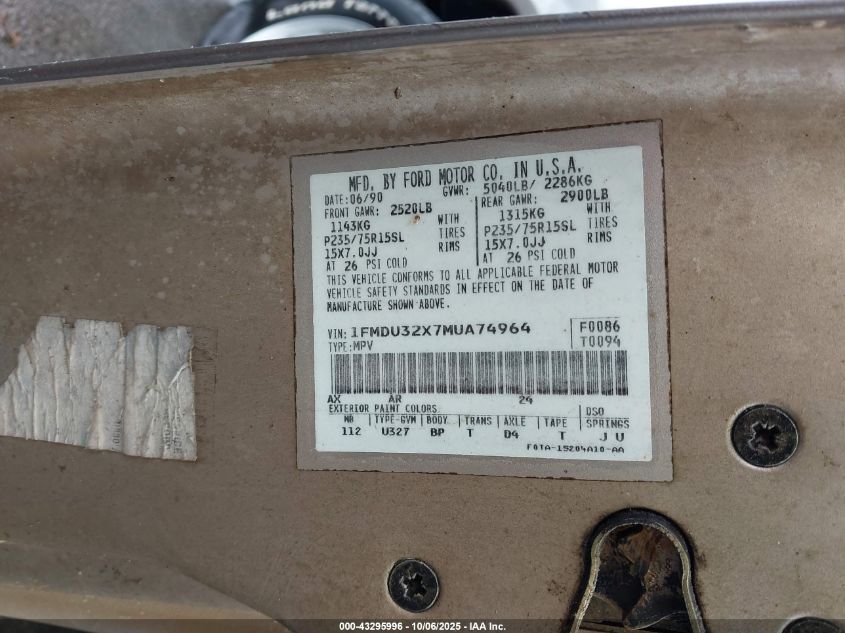 Land Terra
MFD. BY FORD MOTOR CO. IN U.S.A.
DATE: 06/90 GVWR: 5040LB/ 2286KG
FRONT GAWR: 2520LB REAR GAWR: 2900LB
1143KG WITH 1315KG WITH
P235/75R15SL TIRES P235/75R15SL TIRES
15X7.0JJ RIMS 15X7.0JJ RIMS
AT 26 PSI COLD AT 26 PSI COLD
THIS VEHICLE CONFORMS TO ALL APPLICABLE FEDERAL MOTOR
VEHICLE SAFETY STANDARDS IN EFFECT ON THE DATE OF
MANUFACTURE SHOWN ABOVE.
VIN: 1FMDU32X7MUA74964 F0086
TYPE: MPV T0094
AX AR 24
EXTERIOR PAINT COLORS DSO
WB TYPE-GVM BODY TRANS AXLE TAPE SPRINGS
112 U327 BP T D4 T J U
F0TA-15204A10-AA
000-43295996 - 10/06/2025 - IAA Inc.